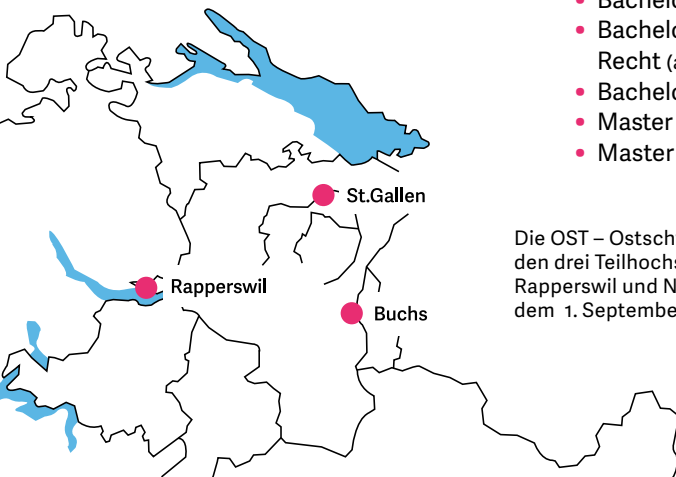 • Bachelo
• Bachelo
Recht (a
• Bachelo
• Master
• Master
St.Gallen
Die OST – Ostsch
den drei Teilhochs
Rapperswil und N
dem 1. Septembe
Rapperswil
Buchs